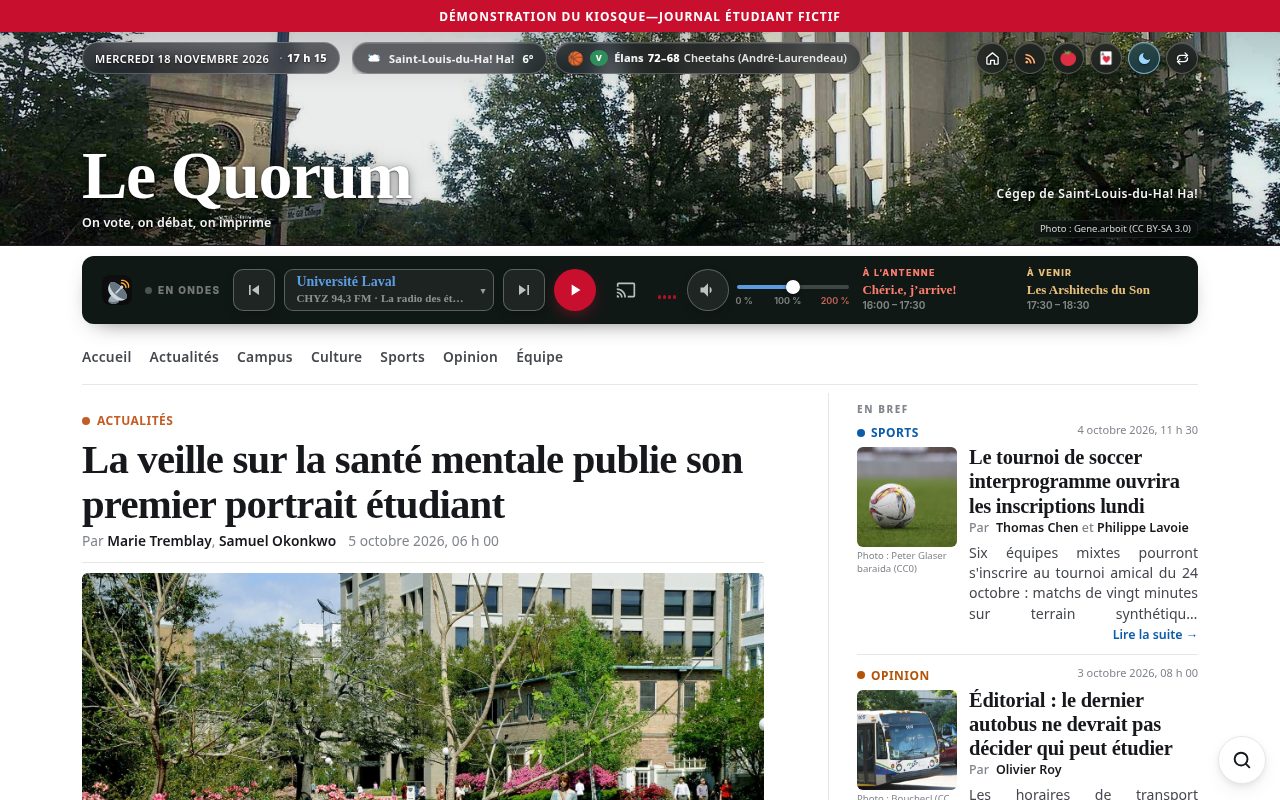 DÉMONSTRATION DU KIOSQUE—JOURNAL ÉTUDIANT FICTIF
MERCREDI 18 NOVEMBRE 2026 · 17 h 15
Saint-Louis-du-Ha! Ha! 6°
V Élans 72–68 Cheetahs (André-Laurendeau)
Le Quorum
On vote, on débat, on imprime
Cégep de Saint-Louis-du-Ha! Ha!
Photo : Gene.arboit (CC BY-SA 3.0)
EN ONDES
Université Laval
CHYZ 94,3 FM · La radio des ét…
0 % 100 % 200 %
À L'ANTENNE
Chéri.e, j'arrive!
16:00 – 17:30
À VENIR
Les Arshitechs du Son
17:30 – 18:30
Accueil Actualités Campus Culture Sports Opinion Équipe
ACTUALITÉS
La veille sur la santé mentale publie son
premier portrait étudiant
Par Marie Tremblay, Samuel Okonkwo 5 octobre 2026, 06 h 00
EN BREF
SPORTS 4 octobre 2026, 11 h 30
Le tournoi de soccer
interprogramme ouvrira
les inscriptions lundi
Par Thomas Chen et Philippe Lavoie
Photo : Peter Glaser
baraida (CC0)
Six équipes mixtes pourront
s'inscrire au tournoi amical du 24
octobre : matchs de vingt minutes
sur terrain synthétiqu…
Lire la suite →
OPINION 3 octobre 2026, 08 h 00
Éditorial : le dernier
autobus ne devrait pas
décider qui peut étudier
Par Olivier Roy
Photo : Bouchecl (CC
Les horaires de transport